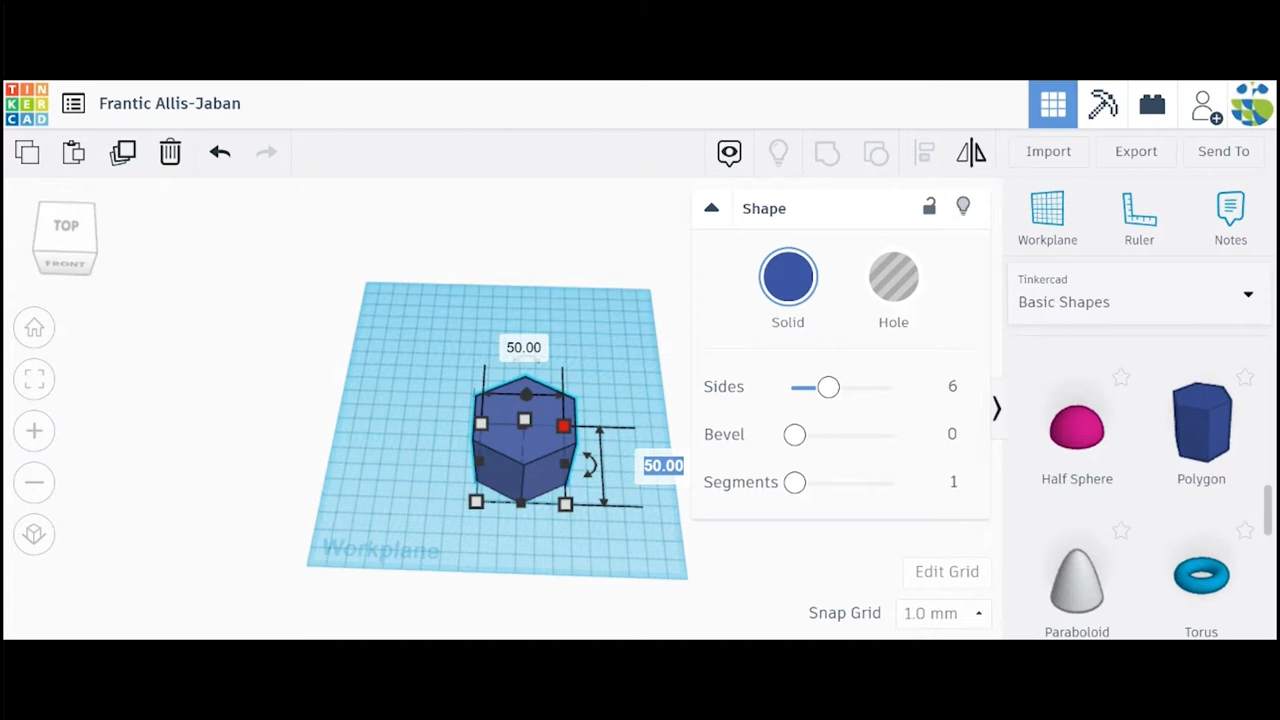 TIN
KER
CAD
Frantic Allis-Jaban
Import
Export
Send To
TOP
FRONT
Shape
Workplane
Ruler
Notes
Tinkercad
Basic Shapes
Solid
Hole
50.00
Sides
6
50.00
Bevel
0
Segments
1
Half Sphere
Polygon
Workplane
Edit Grid
Snap Grid
1.0 mm
Paraboloid
Torus